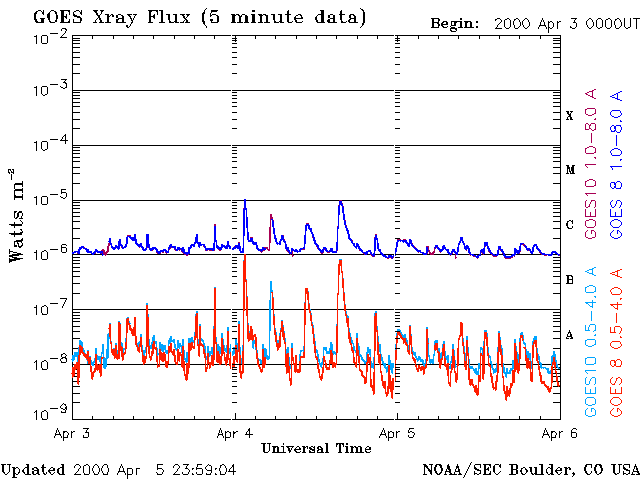 GOES Xray Flux (5 minute data)
Begin: 2000 Apr 3 0000UT
10⁻²
10⁻³
10⁻⁴
10⁻⁵
10⁻⁶
10⁻⁷
10⁻⁸
10⁻⁹
Watts m⁻²
X
M
C
B
A
GOES10 1.0–8.0 A
GOES 8 1.0–8.0 A
GOES10 0.5–4.0 A
GOES 8 0.5–4.0 A
Apr 3
Apr 4
Apr 5
Apr 6
Universal Time
Updated 2000 Apr 5 23:59:04
NOAA/SEC Boulder, CO USA